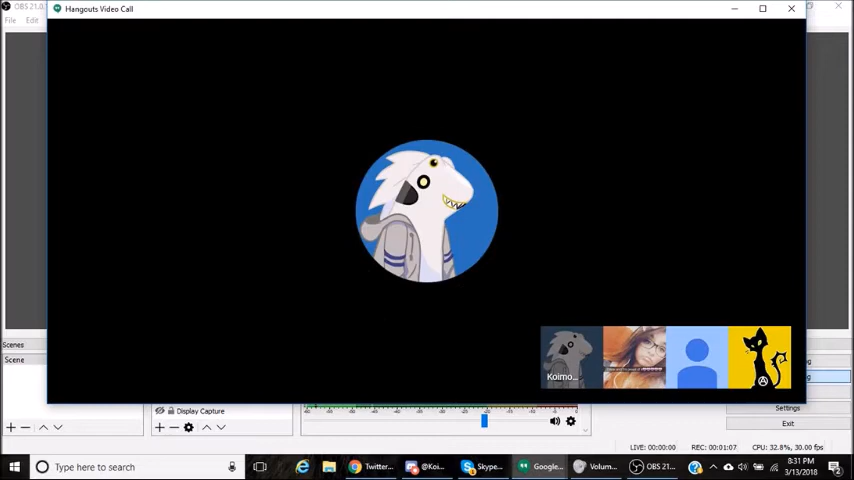 OBS 21.0.
Hangouts Video Call
File Edit
Koimo...
Scenes
Scene
Display Capture
Settings
Exit
LIVE: 00:00:00 REC: 00:01:07 CPU: 32.8%, 30.00 fps
Type here to search
Twitter...
@Koi...
Skype...
Google...
Volum...
OBS 21...
8:31 PM
3/13/2018